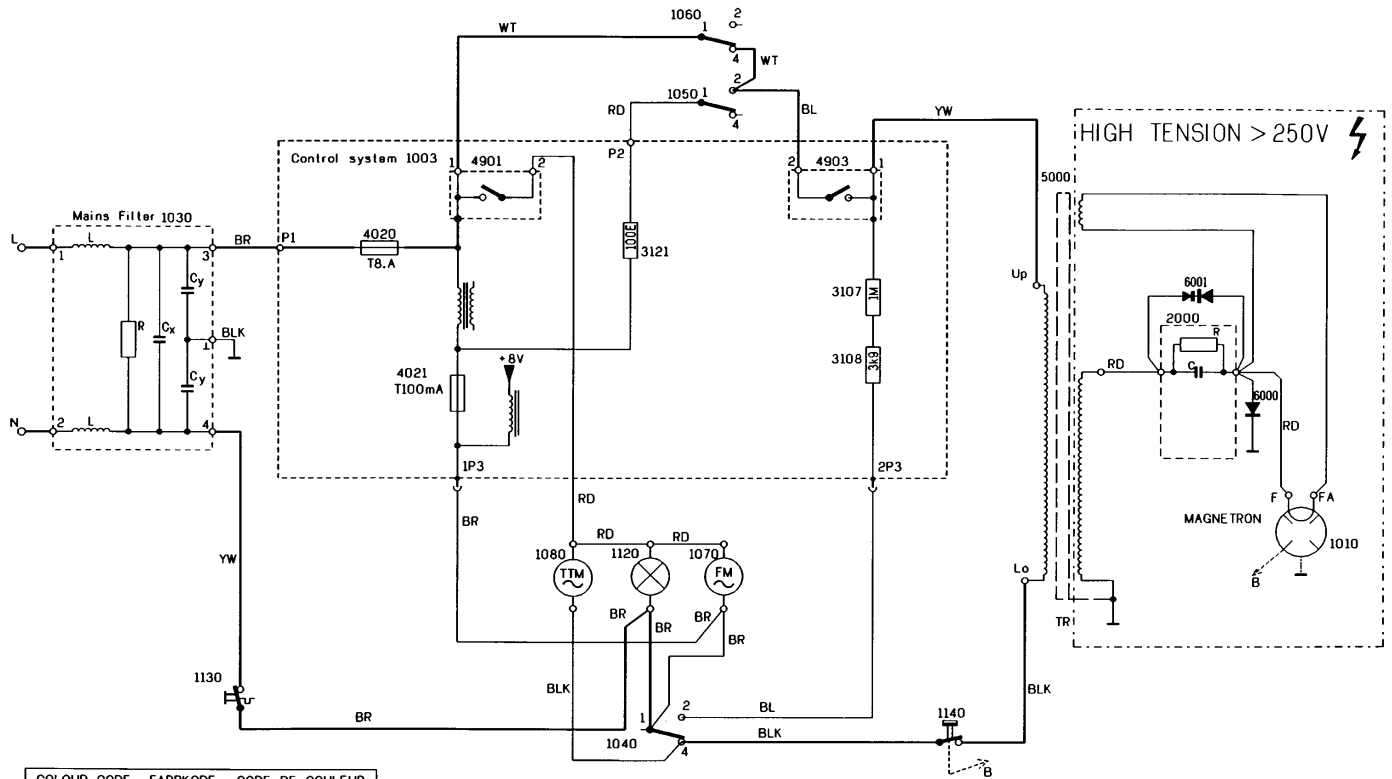 1060
2
1
WT
4
WT
2
1050
1
RD
4
BL
YW
HIGH TENSION > 250V
P2
Control system 1003
1
4901
2
2
4903
1
5000
Mains Filter 1030
L
L
1
3
BR
P1
4020
T8.A
100E
3121
Cy
R
Cx
BLK
Cy
Up
6001
2000
R
3107
1M
3108
3k9
+8V
4021
T100mA
RD
C
6000
RD
N
2
L
4
1P3
2P3
F
FA
MAGNETRON
1010
B
RD
BR
YW
RD
RD
1080
1120
1070
TTM
FM
Lo
BR
BR
BR
TR
1130
BLK
BLK
BR
1
2
BL
1040
4
BLK
1140
B
COLOUR CODE FARBKODE CODE DE COULEUR